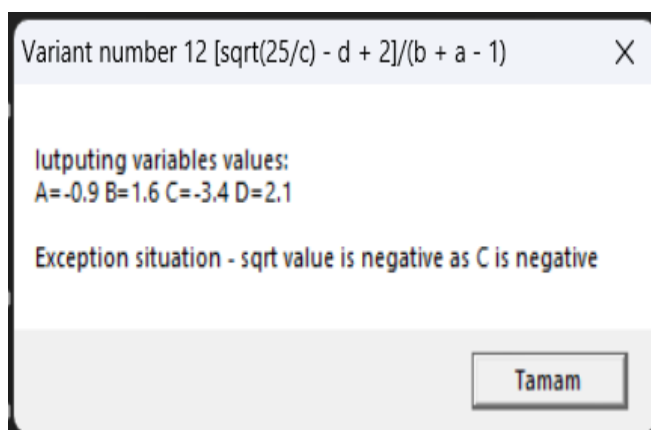 Variant number 12 [sqrt(25/c) - d + 2]/(b + a - 1)
Iutputing variables values:
A=-0.9 B=1.6 C=-3.4 D=2.1
Exception situation - sqrt value is negative as C is negative
Tamam